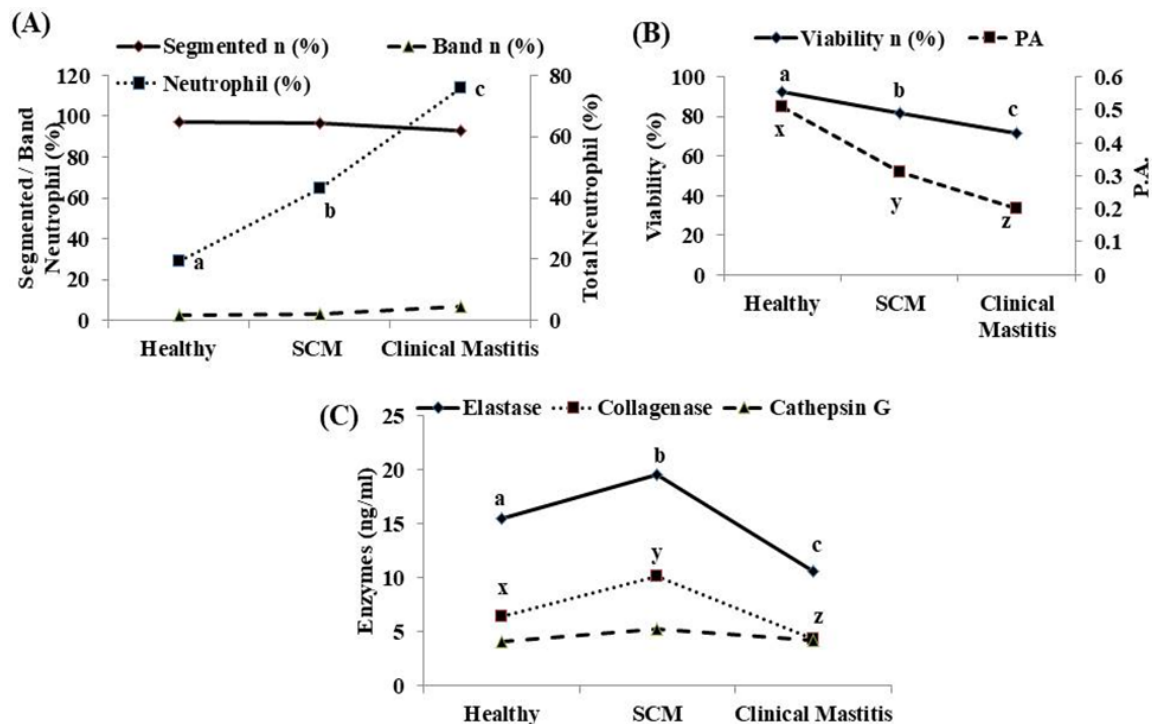 (A)
Segmented n (%) Band n (%)
Neutrophil (%)
Segmented / Band
Neutrophil (%)
120
100
80
60
40
20
0
Total Neutrophil (%)
80
60
40
20
0
a
b
c
Healthy SCM Clinical Mastitis
(B)
Viability n (%) PA
Viability (%)
100
80
60
40
20
0
P.A.
0.6
0.5
0.4
0.3
0.2
0.1
0
a
b
c
x
y
z
Healthy SCM Clinical
Mastitis
(C)
Elastase Collagenase Cathepsin G
Enzymes (ng/ml)
25
20
15
10
5
0
a
b
c
x
y
z
Healthy SCM Clinical Mastitis